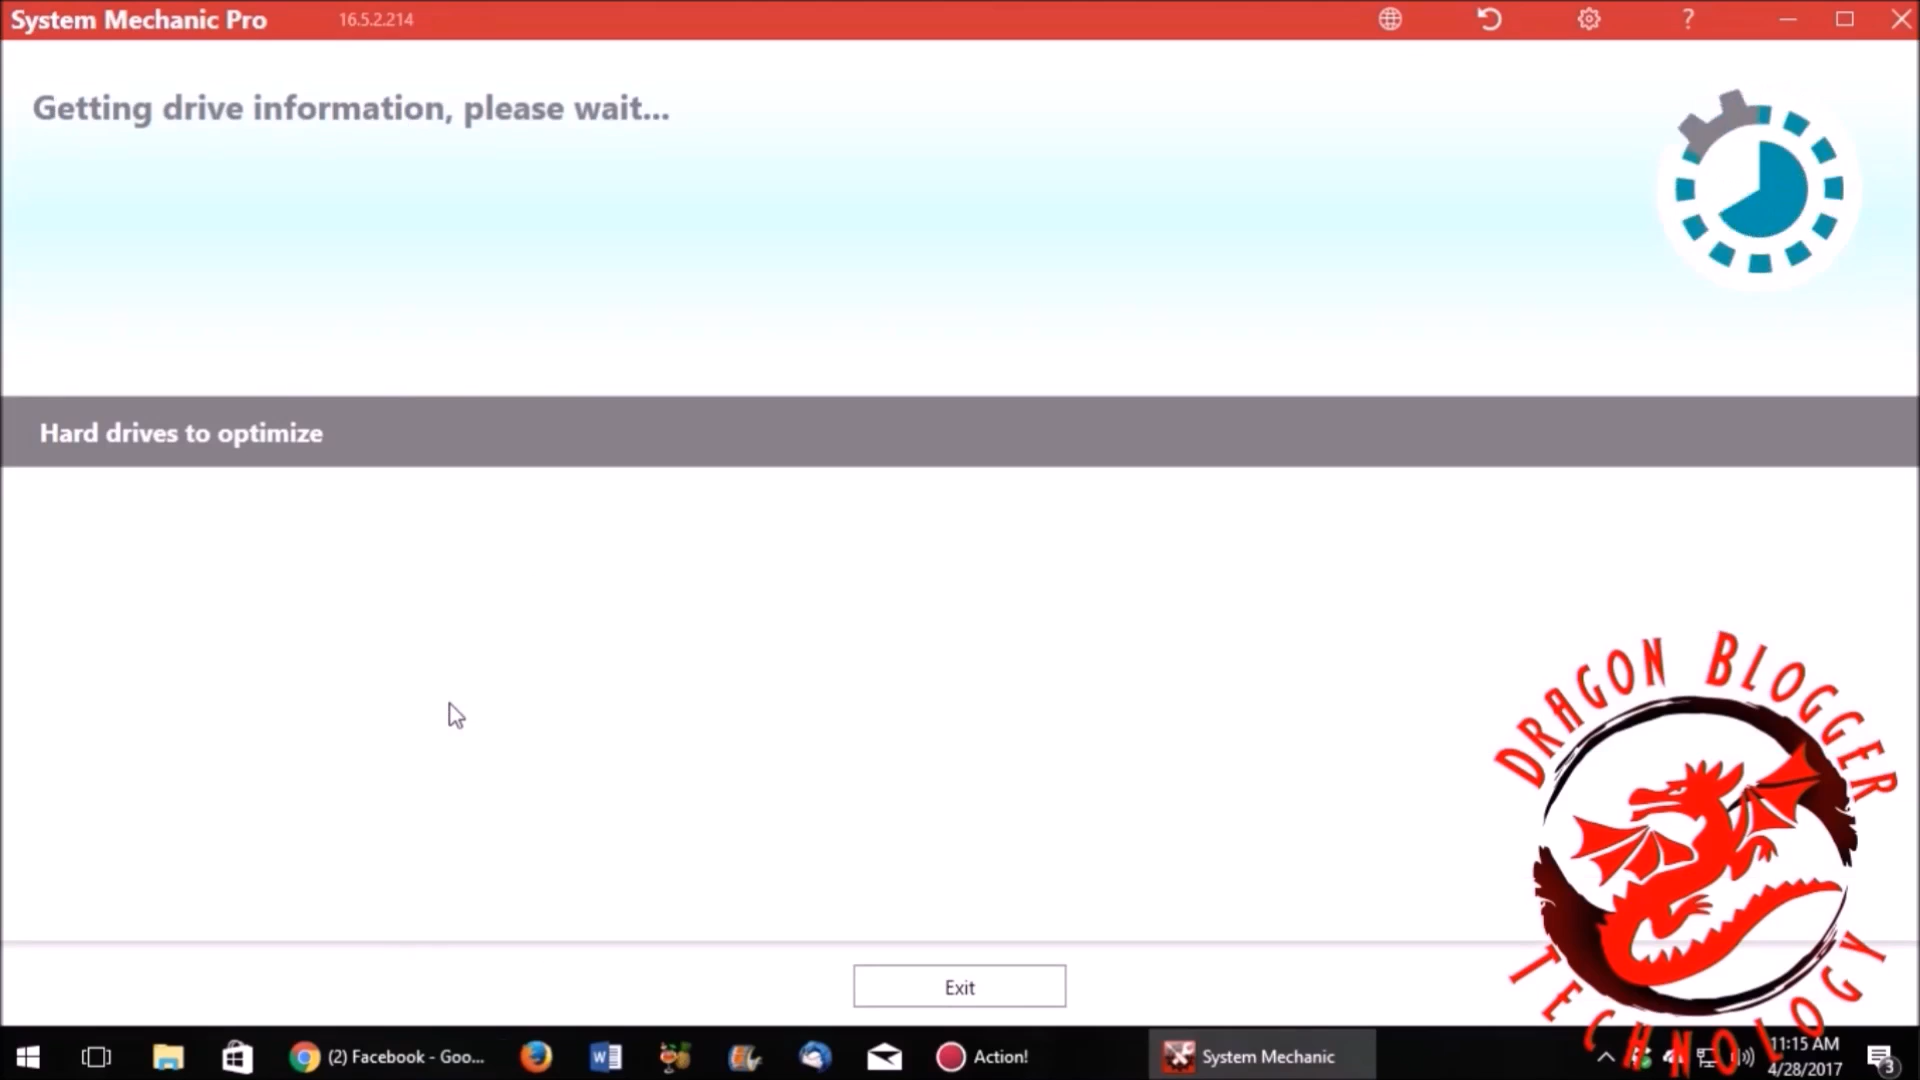 System Mechanic Pro 16.5.2.214
Getting drive information, please wait...
Hard drives to optimize
DRAGON BLOGGER
TECHNOLOGY
Exit
(2) Facebook - Goo...
Action!
System Mechanic
11:15 AM
4/28/2017
3